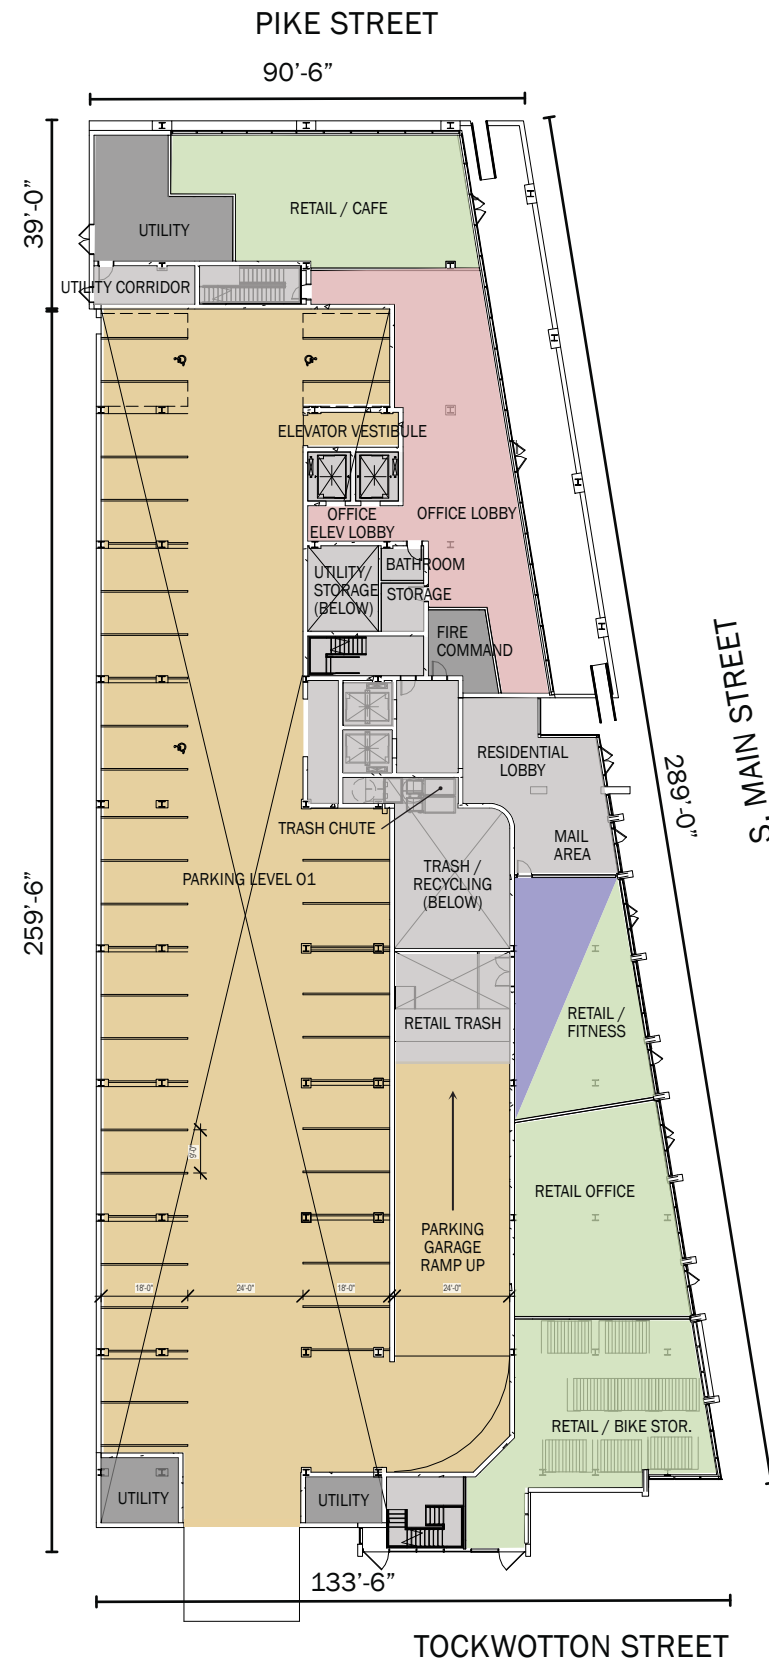 PIKE STREET
90'-6”
39'-0”
RETAIL / CAFE
UTILITY
UTILITY CORRIDOR
ELEVATOR VESTIBULE
OFFICE
ELEV LOBBY
OFFICE LOBBY
UTILITY/
STORAGE
(BELOW)
BATHROOM
STORAGE
FIRE
COMMAND
S. MAIN STREET
289'-0”
RESIDENTIAL
LOBBY
TRASH CHUTE
MAIL
AREA
TRASH /
RECYCLING
(BELOW)
PARKING LEVEL 01
259'-6”
RETAIL /
FITNESS
RETAIL TRASH
9'-0"
RETAIL OFFICE
PARKING
GARAGE
RAMP UP
18'-0"
24'-0"
18'-0"
24'-0"
RETAIL / BIKE STOR.
UTILITY
UTILITY
133'-6”
TOCKWOTTON STREET